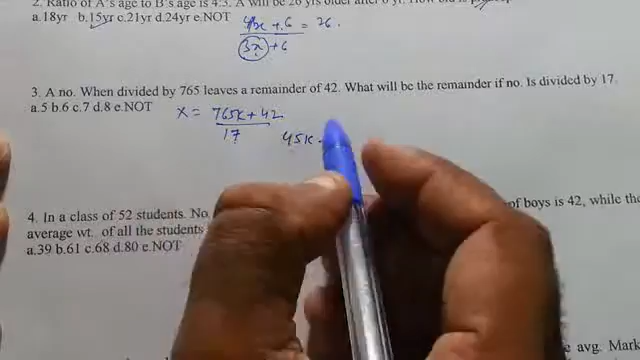 2. Ratio of A's age to B's age is 4:3. A will be 26 yrs older after 6 yr. How old is
a.18yr b.15yr c.21yr d.24yr e.NOT
4x + 6 = 26.
3x + 6
3. A no. When divided by 765 leaves a remainder of 42. What will be the remainder if no. Is divided by 17.
a.5 b.6 c.7 d.8 e.NOT
x = 765k + 42
17
45k
4. In a class of 52 students. No. of boys is 42, while the
average wt. of all the students
a.39 b.61 c.68 d.80 e.NOT
e avg. Mark